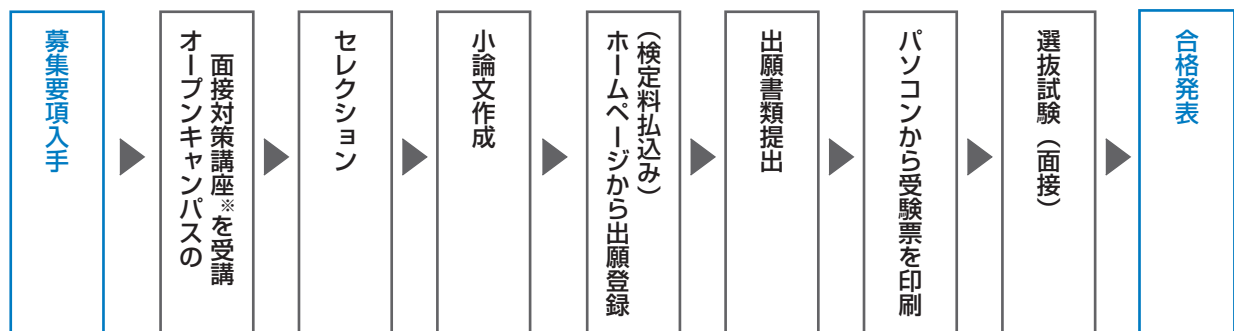 募集要項入手
オープンキャンパスの
面接対策講座※を受講
セレクション
小論文作成
ホームページから出願登録
（検定料払込み）
出願書類提出
パソコンから受験票を印刷
選抜試験（面接）
合格発表